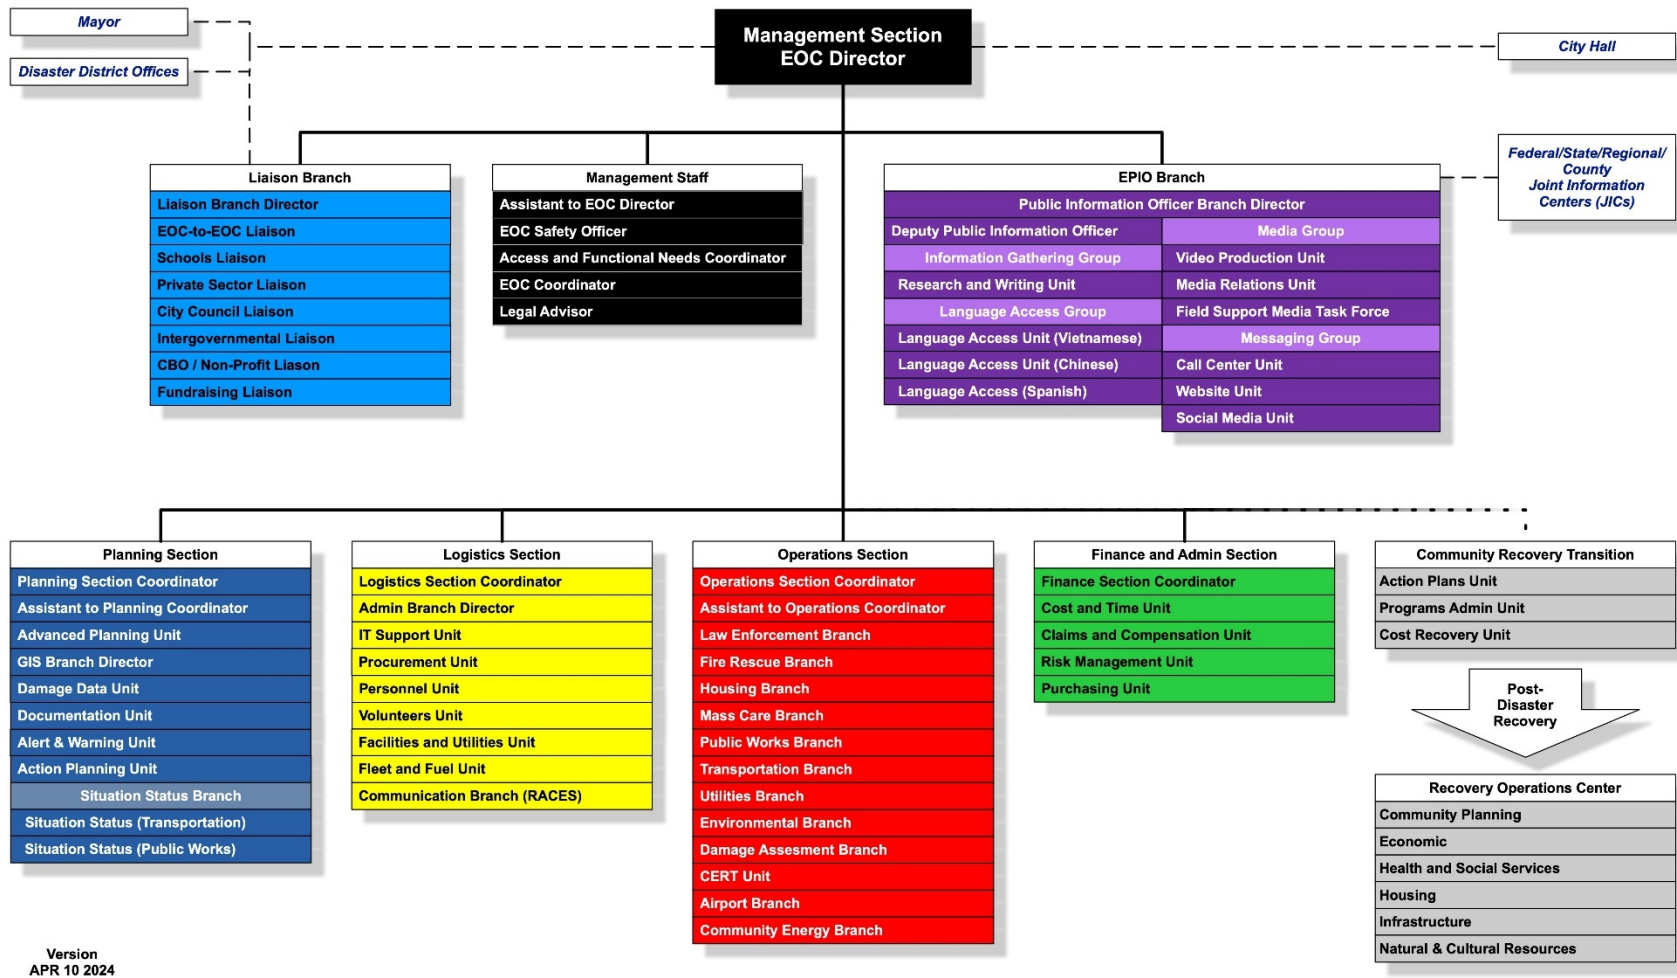 Mayor
Disaster District Offices
Management Section
EOC Director
City Hall
Federal/State/Regional/
County
Joint Information
Centers (JICs)
Liaison Branch
Liaison Branch Director
EOC-to-EOC Liaison
Schools Liaison
Private Sector Liaison
City Council Liaison
Intergovernmental Liaison
CBO / Non-Profit Liason
Fundraising Liaison
Management Staff
Assistant to EOC Director
EOC Safety Officer
Access and Functional Needs Coordinator
EOC Coordinator
Legal Advisor
EPIO Branch
Public Information Officer Branch Director
Deputy Public Information Officer
Information Gathering Group
Research and Writing Unit
Language Access Group
Language Access Unit (Vietnamese)
Language Access Unit (Chinese)
Language Access (Spanish)
Media Group
Video Production Unit
Media Relations Unit
Field Support Media Task Force
Messaging Group
Call Center Unit
Website Unit
Social Media Unit
Planning Section
Planning Section Coordinator
Assistant to Planning Coordinator
Advanced Planning Unit
GIS Branch Director
Damage Data Unit
Documentation Unit
Alert & Warning Unit
Action Planning Unit
Situation Status Branch
Situation Status (Transportation)
Situation Status (Public Works)
Logistics Section
Logistics Section Coordinator
Admin Branch Director
IT Support Unit
Procurement Unit
Personnel Unit
Volunteers Unit
Facilities and Utilities Unit
Fleet and Fuel Unit
Communication Branch (RACES)
Operations Section
Operations Section Coordinator
Assistant to Operations Coordinator
Law Enforcement Branch
Fire Rescue Branch
Housing Branch
Mass Care Branch
Public Works Branch
Transportation Branch
Utilities Branch
Environmental Branch
Damage Assesment Branch
CERT Unit
Airport Branch
Community Energy Branch
Finance and Admin Section
Finance Section Coordinator
Cost and Time Unit
Claims and Compensation Unit
Risk Management Unit
Purchasing Unit
Community Recovery Transition
Action Plans Unit
Programs Admin Unit
Cost Recovery Unit
Post-
Disaster
Recovery
Recovery Operations Center
Community Planning
Economic
Health and Social Services
Housing
Infrastructure
Natural & Cultural Resources
Version
APR 10 2024